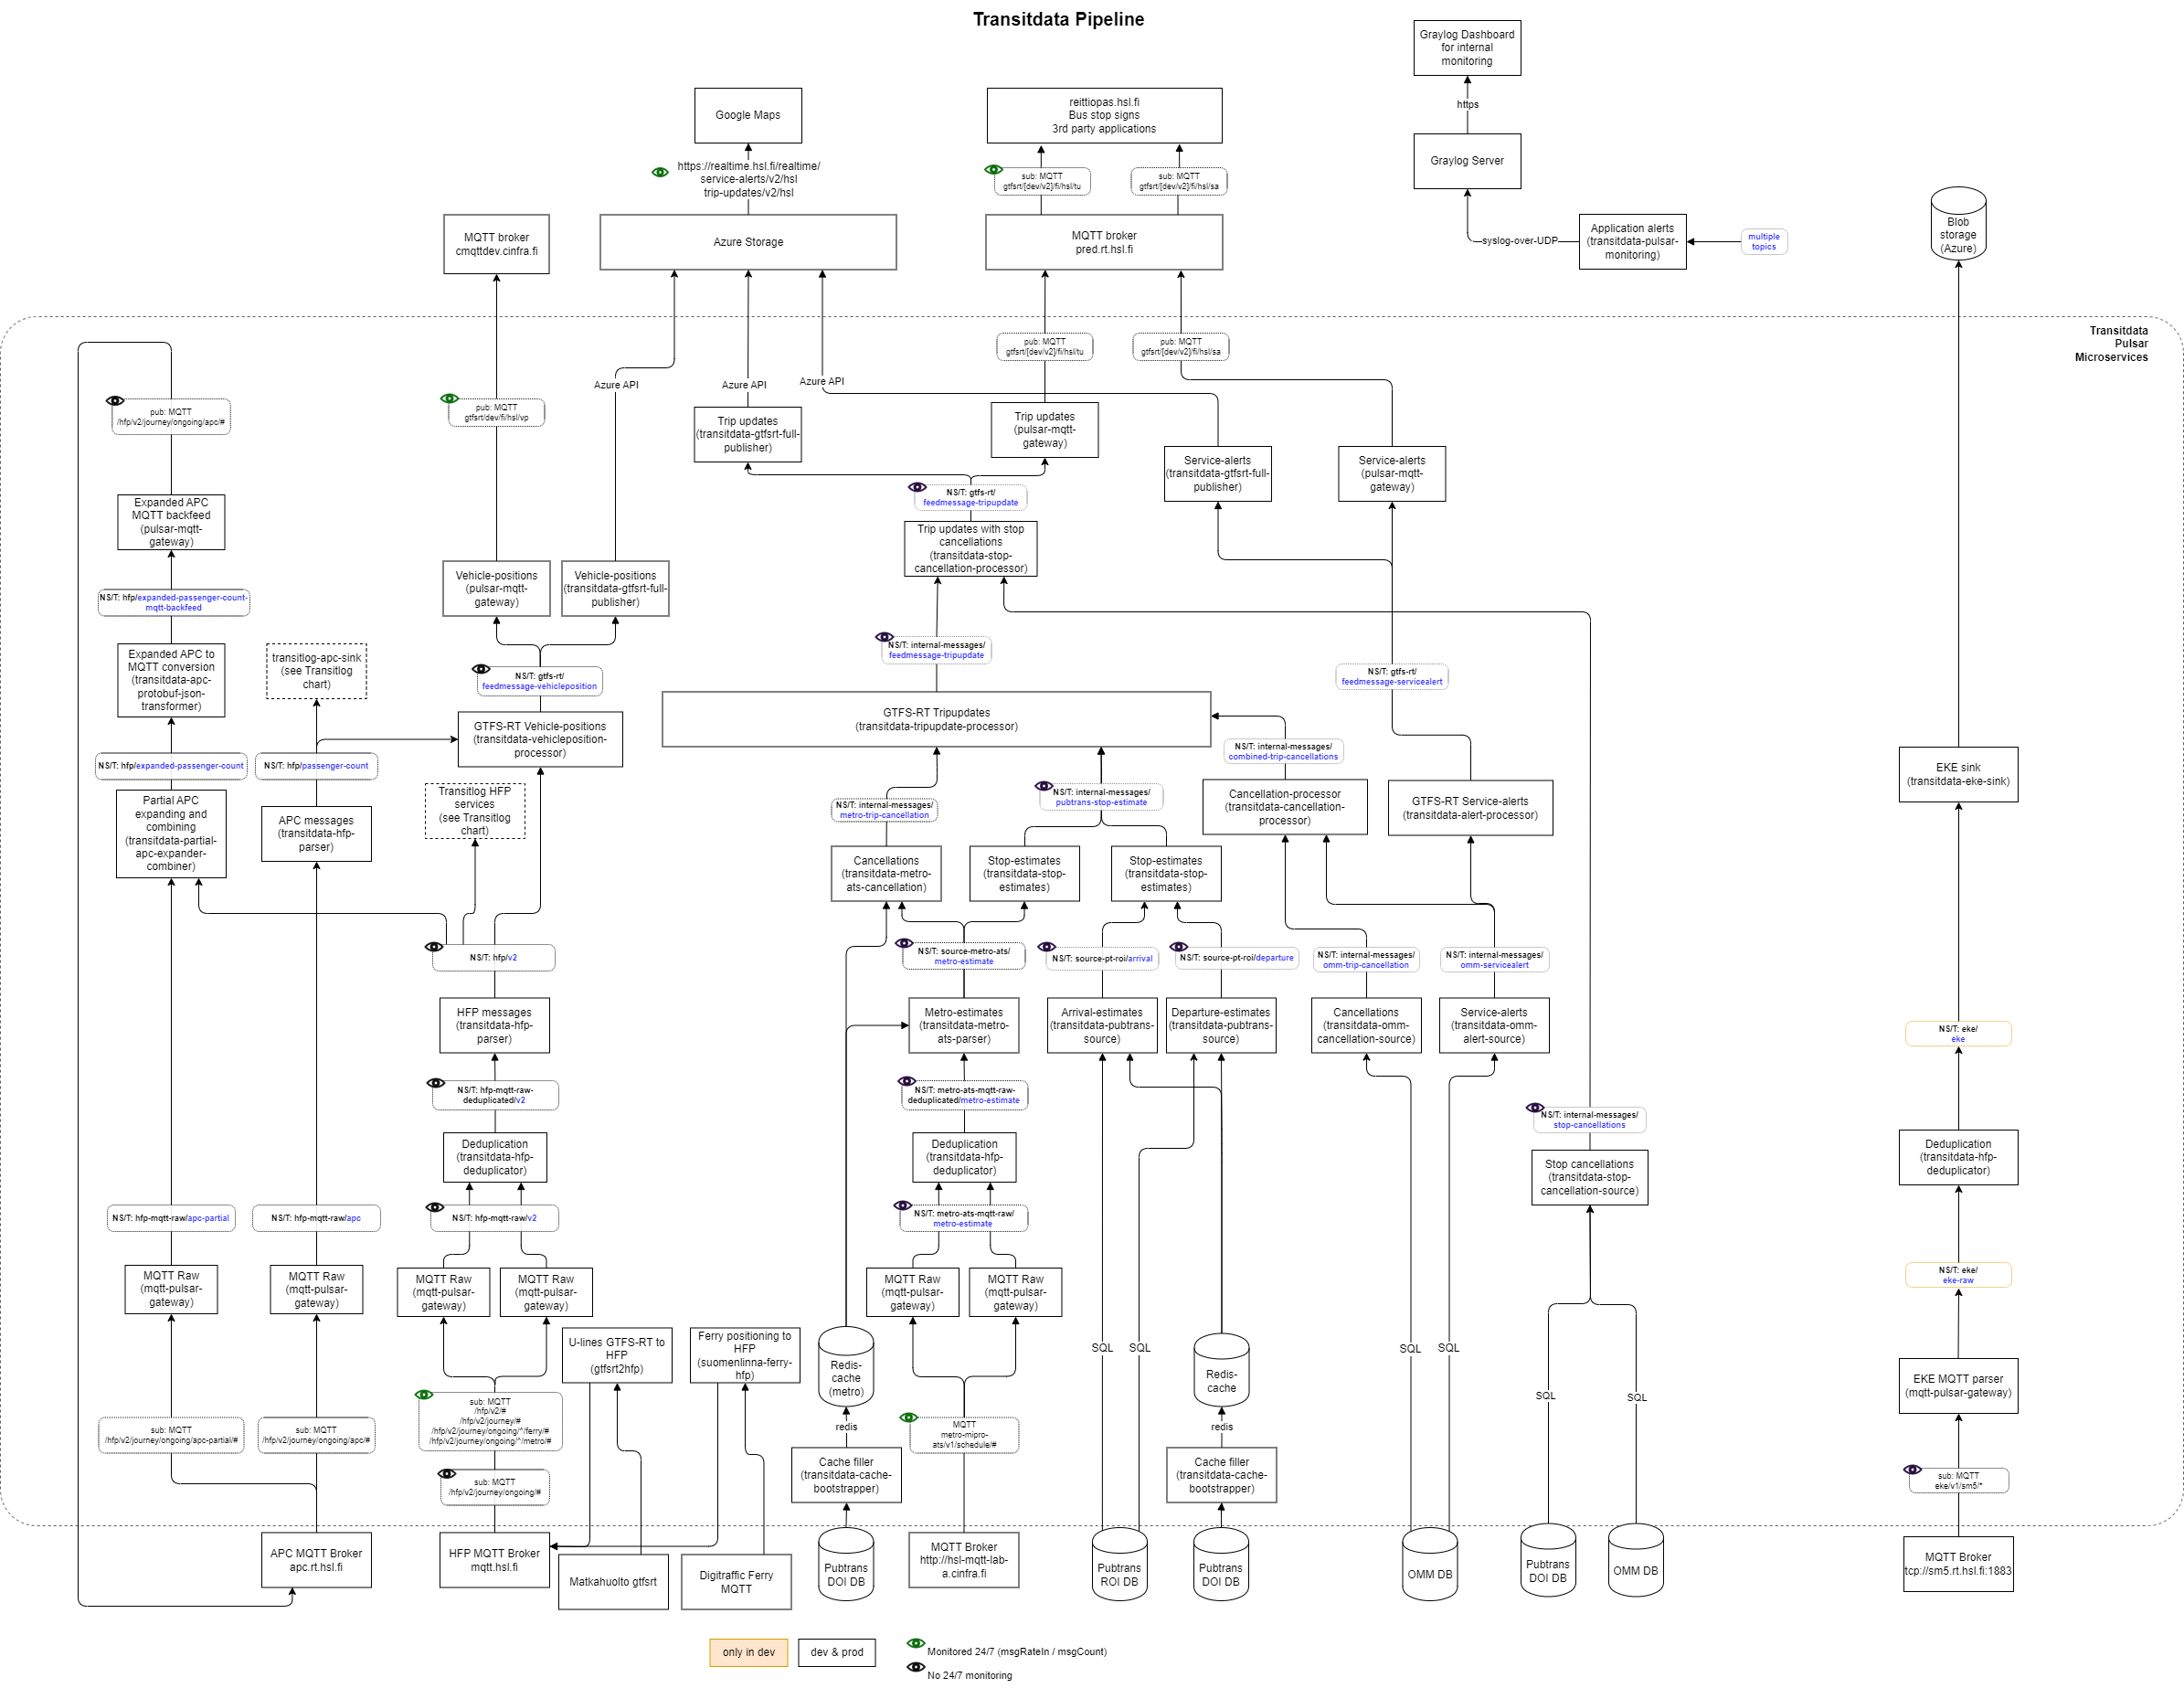 Transitdata Pipeline
Graylog Dashboard
for internal
monitoring
https
Graylog Server
syslog-over-UDP
Application alerts
(transitdata-pulsar-
monitoring)
multiple
topics
Google Maps
https://realtime.hsl.fi/realtime/
service-alerts/v2/hsl
trip-updates/v2/hsl
reittiopas.hsl.fi
Bus stop signs
3rd party applications
sub: MQTT
gtfsrt/[dev/v2]/fi/hsl/tu
sub: MQTT
gtfsrt/[dev/v2]/fi/hsl/sa
MQTT broker
cmqttdev.cinfra.fi
Azure Storage
MQTT broker
pred.rt.hsl.fi
Blob
storage
(Azure)
Transitdata
Pulsar
Microservices
pub: MQTT
gtfsrt/[dev/v2]/fi/hsl/tu
pub: MQTT
gtfsrt/[dev/v2]/fi/hsl/sa
Azure API
Azure API
Azure API
pub: MQTT
/hfp/v2/journey/ongoing/apc/#
pub: MQTT
gtfsrt/dev/fi/hsl/vp
Trip updates
(transitdata-gtfsrt-full-
publisher)
Trip updates
(pulsar-mqtt-
gateway)
Service-alerts
(transitdata-gtfsrt-full-
publisher)
Service-alerts
(pulsar-mqtt-
gateway)
Expanded APC
MQTT backfeed
(pulsar-mqtt-
gateway)
NS/T: gtfs-rt/
feedmessage-tripupdate
Trip updates with stop
cancellations
(transitdata-stop-
cancellation-processor)
Vehicle-positions
(pulsar-mqtt-
gateway)
Vehicle-positions
(transitdata-gtfsrt-full-
publisher)
NS/T: hfp/expanded-passenger-count-
mqtt-backfeed
Expanded APC to
MQTT conversion
(transitdata-apc-
protobuf-json-
transformer)
transitlog-apc-sink
(see Transitlog
chart)
NS/T: gtfs-rt/
feedmessage-vehicleposition
NS/T: internal-messages/
feedmessage-tripupdate
NS/T: gtfs-rt/
feedmessage-servicealert
GTFS-RT Vehicle-positions
(transitdata-vehicleposition-
processor)
GTFS-RT Tripupdates
(transitdata-tripupdate-processor)
NS/T: internal-messages/
combined-trip-cancellations
NS/T: hfp/expanded-passenger-count
NS/T: hfp/passenger-count
EKE sink
(transitdata-eke-sink)
Partial APC
expanding and
combining
(transitdata-partial-
apc-expander-
combiner)
APC messages
(transitdata-hfp-
parser)
Transitlog HFP
services
(see Transitlog
chart)
NS/T: internal-messages/
metro-trip-cancellation
NS/T: internal-messages/
pubtrans-stop-estimate
Cancellation-processor
(transitdata-cancellation-
processor)
GTFS-RT Service-alerts
(transitdata-alert-processor)
Cancellations
(transitdata-metro-
ats-cancellation)
Stop-estimates
(transitdata-stop-
estimates)
Stop-estimates
(transitdata-stop-
estimates)
NS/T: hfp/v2
NS/T: source-metro-ats/
metro-estimate
NS/T: source-pt-roi/arrival
NS/T: source-pt-roi/departure
NS/T: internal-messages/
omm-trip-cancellation
NS/T: internal-messages/
omm-servicealert
HFP messages
(transitdata-hfp-
parser)
Metro-estimates
(transitdata-metro-
ats-parser)
Arrival-estimates
(transitdata-pubtrans-
source)
Departure-estimates
(transitdata-pubtrans-
source)
Cancellations
(transitdata-omm-
cancellation-source)
Service-alerts
(transitdata-omm-
alert-source)
NS/T: eke/
eke
NS/T: hfp-mqtt-raw-
deduplicated/v2
NS/T: metro-ats-mqtt-raw-
deduplicated/metro-estimate
NS/T: internal-messages/
stop-cancellations
Deduplication
(transitdata-hfp-
deduplicator)
Deduplication
(transitdata-hfp-
deduplicator)
Stop cancellations
(transitdata-stop-
cancellation-source)
Deduplication
(transitdata-hfp-
deduplicator)
NS/T: hfp-mqtt-raw/apc-partial
NS/T: hfp-mqtt-raw/apc
NS/T: hfp-mqtt-raw/v2
NS/T: metro-ats-mqtt-raw/
metro-estimate
MQTT Raw
(mqtt-pulsar-
gateway)
MQTT Raw
(mqtt-pulsar-
gateway)
MQTT Raw
(mqtt-pulsar-
gateway)
MQTT Raw
(mqtt-pulsar-
gateway)
MQTT Raw
(mqtt-pulsar-
gateway)
MQTT Raw
(mqtt-pulsar-
gateway)
NS/T: eke/
eke-raw
U-lines GTFS-RT to
HFP
(gtfsrt2hfp)
Ferry positioning to
HFP
(suomenlinna-ferry-
hfp)
Redis-
cache
(metro)
SQL
SQL
Redis-
cache
SQL
SQL
SQL
SQL
EKE MQTT parser
(mqtt-pulsar-gateway)
sub: MQTT
/hfp/v2/journey/ongoing/apc-partial/#
sub: MQTT
/hfp/v2/journey/ongoing/apc/#
sub: MQTT
/hfp/v2/#
/hfp/v2/journey/#
/hfp/v2/journey/ongoing/^/ferry/#
/hfp/v2/journey/ongoing/^/metro/#
redis
MQTT
metro-mipro-
ats/v1/schedule/#
redis
sub: MQTT
/hfp/v2/journey/ongoing/#
Cache filler
(transitdata-cache-
bootstrapper)
Cache filler
(transitdata-cache-
bootstrapper)
sub: MQTT
eke/v1/sm5/*
APC MQTT Broker
apc.rt.hsl.fi
HFP MQTT Broker
mqtt.hsl.fi
Matkahuolto gtfsrt
Digitraffic Ferry
MQTT
Pubtrans
DOI DB
MQTT Broker
http://hsl-mqtt-lab-
a.cinfra.fi
Pubtrans
ROI DB
Pubtrans
DOI DB
OMM DB
Pubtrans
DOI DB
OMM DB
MQTT Broker
tcp://sm5.rt.hsl.fi:1883
only in dev
dev & prod
Monitored 24/7 (msgRateIn / msgCount)
No 24/7 monitoring